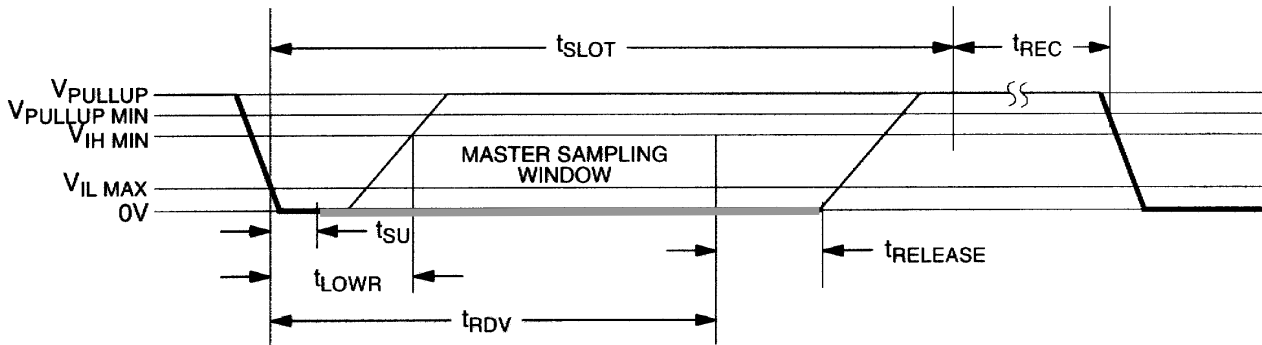 tSLOT
tREC
VPULLUP
VPULLUP MIN
VIH MIN
MASTER SAMPLING
WINDOW
VIL MAX
0V
tSU
tRELEASE
tLOWR
tRDV